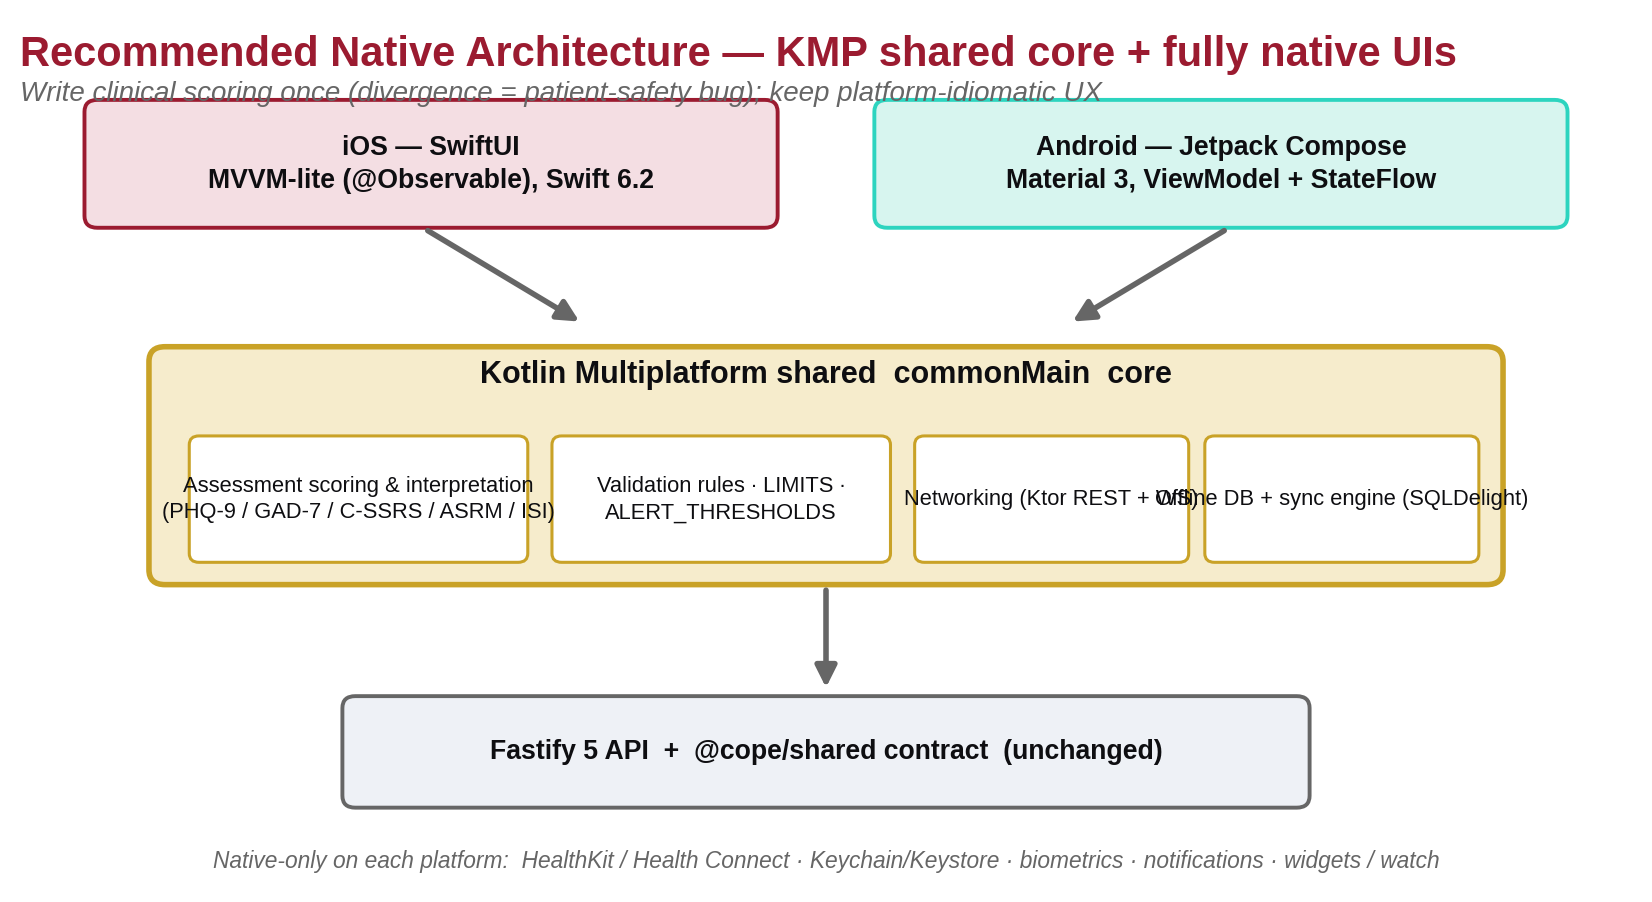 Recommended Native Architecture — KMP shared core + fully native UIs
Write clinical scoring once (divergence = patient-safety bug); keep platform-idiomatic UX
iOS — SwiftUI
MVVM-lite (@Observable), Swift 6.2
Android — Jetpack Compose
Material 3, ViewModel + StateFlow
Kotlin Multiplatform shared commonMain core
Assessment scoring & interpretation
(PHQ-9 / GAD-7 / C-SSRS / ASRM / ISI)
Validation rules · LIMITS ·
ALERT_THRESHOLDS
Networking (Ktor REST + WS)
Offline DB + sync engine (SQLDelight)
Fastify 5 API + @cope/shared contract (unchanged)
Native-only on each platform: HealthKit / Health Connect · Keychain/Keystore · biometrics · notifications · widgets / watch